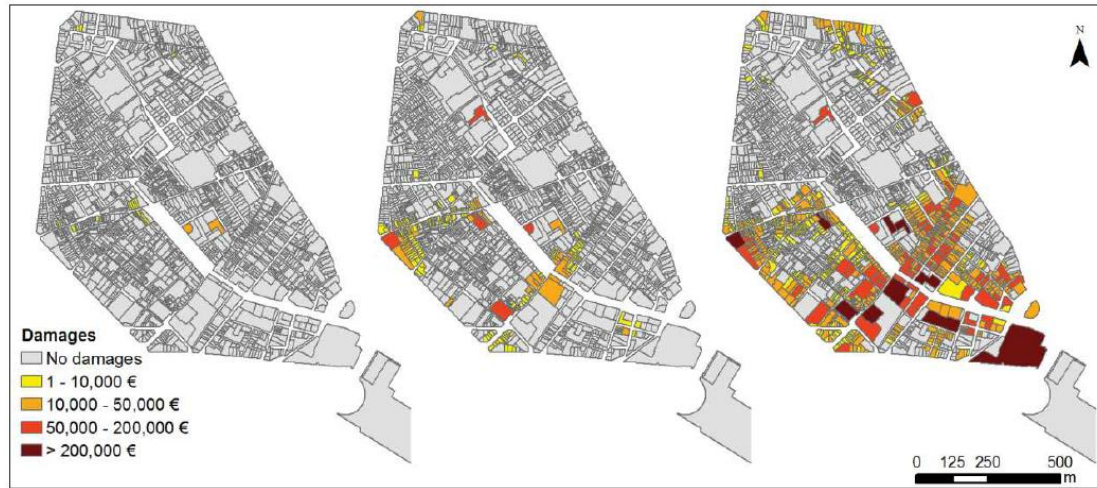 N
Damages
No damages
1 - 10,000 €
10,000 - 50,000 €
50,000 - 200,000 €
> 200,000 €
0 125 250 500
m